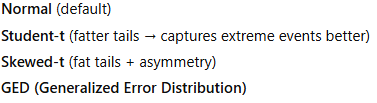 Normal (default)
Student-t (fatter tails → captures extreme events better)
Skewed-t (fat tails + asymmetry)
GED (Generalized Error Distribution)